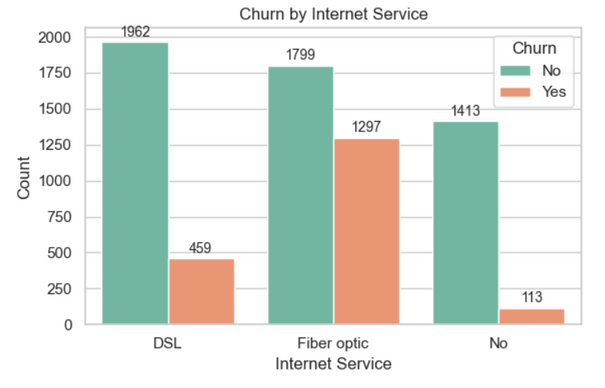 Churn by Internet Service
Count
2000
1750
1500
1250
1000
750
500
250
0
1962
459
1799
1297
1413
113
Churn
No
Yes
DSL
Fiber optic
No
Internet Service